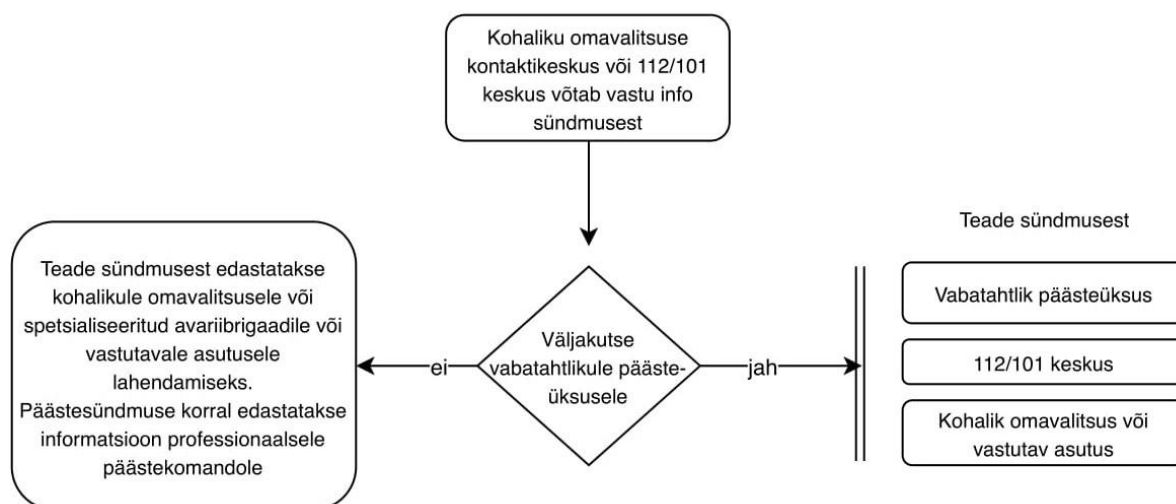 Kohaliku omavalitsuse
kontaktikeskus või 112/101
keskus võtab vastu info
sündmusest
Teade sündmusest edastatakse
kohalikule omavalitsusele või
spetsialiseeritud avariibrigaadile või
vastutavale asutusele
lahendamiseks.
Päästesündmuse korral edastatakse
informatsioon professionaalsele
päästekomandole
ei
Väljakutse
vabatahtlikule pääste-
üksusele
jah
Teade sündmusest
Vabatahtlik päästeüksus
112/101 keskus
Kohalik omavalitsus või
vastutav asutus